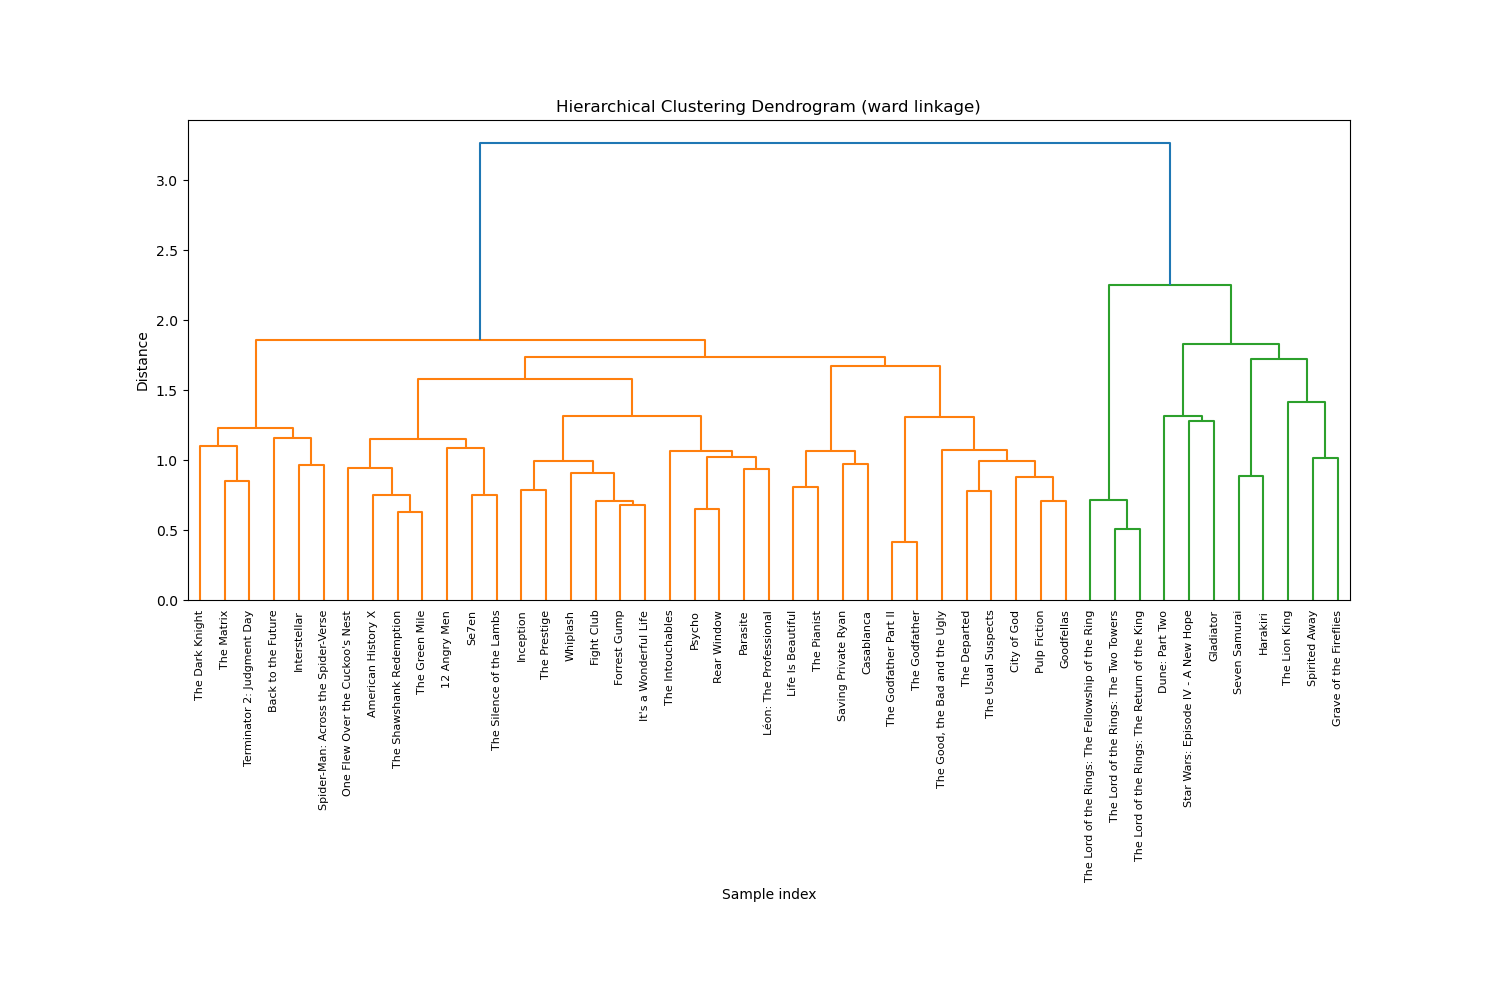 Hierarchical Clustering Dendrogram (ward linkage)
3.0
2.5
2.0
1.5
1.0
0.5
0.0
Distance
The Dark Knight
The Matrix
Terminator 2: Judgment Day
Back to the Future
Interstellar
Spider-Man: Across the Spider-Verse
One Flew Over the Cuckoo's Nest
American History X
The Shawshank Redemption
The Green Mile
12 Angry Men
Se7en
The Silence of the Lambs
Inception
The Prestige
Whiplash
Fight Club
Forrest Gump
It's a Wonderful Life
The Intouchables
Psycho
Rear Window
Parasite
Léon: The Professional
Life Is Beautiful
The Pianist
Saving Private Ryan
Casablanca
The Godfather Part II
The Godfather
The Good, the Bad and the Ugly
The Departed
The Usual Suspects
City of God
Pulp Fiction
Goodfellas
The Lord of the Rings: The Fellowship of the Ring
The Lord of the Rings: The Two Towers
The Lord of the Rings: The Return of the King
Dune: Part Two
Star Wars: Episode IV - A New Hope
Gladiator
Seven Samurai
Harakiri
The Lion King
Spirited Away
Grave of the Fireflies
Sample index